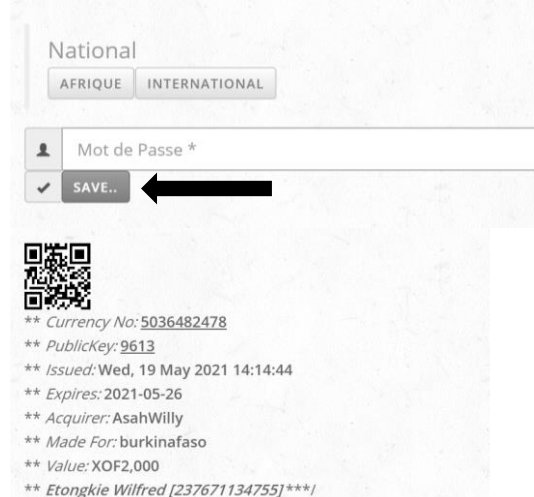 National
AFRIQUE INTERNATIONAL
Mot de Passe *
SAVE..
** Currency No: 5036482478
** PublicKey: 9613
** Issued: Wed, 19 May 2021 14:14:44
** Expires: 2021-05-26
** Acquirer: AsahWilly
** Made For: burkinafaso
** Value: XOF2,000
** Etongkie Wilfred [237671134755]***/